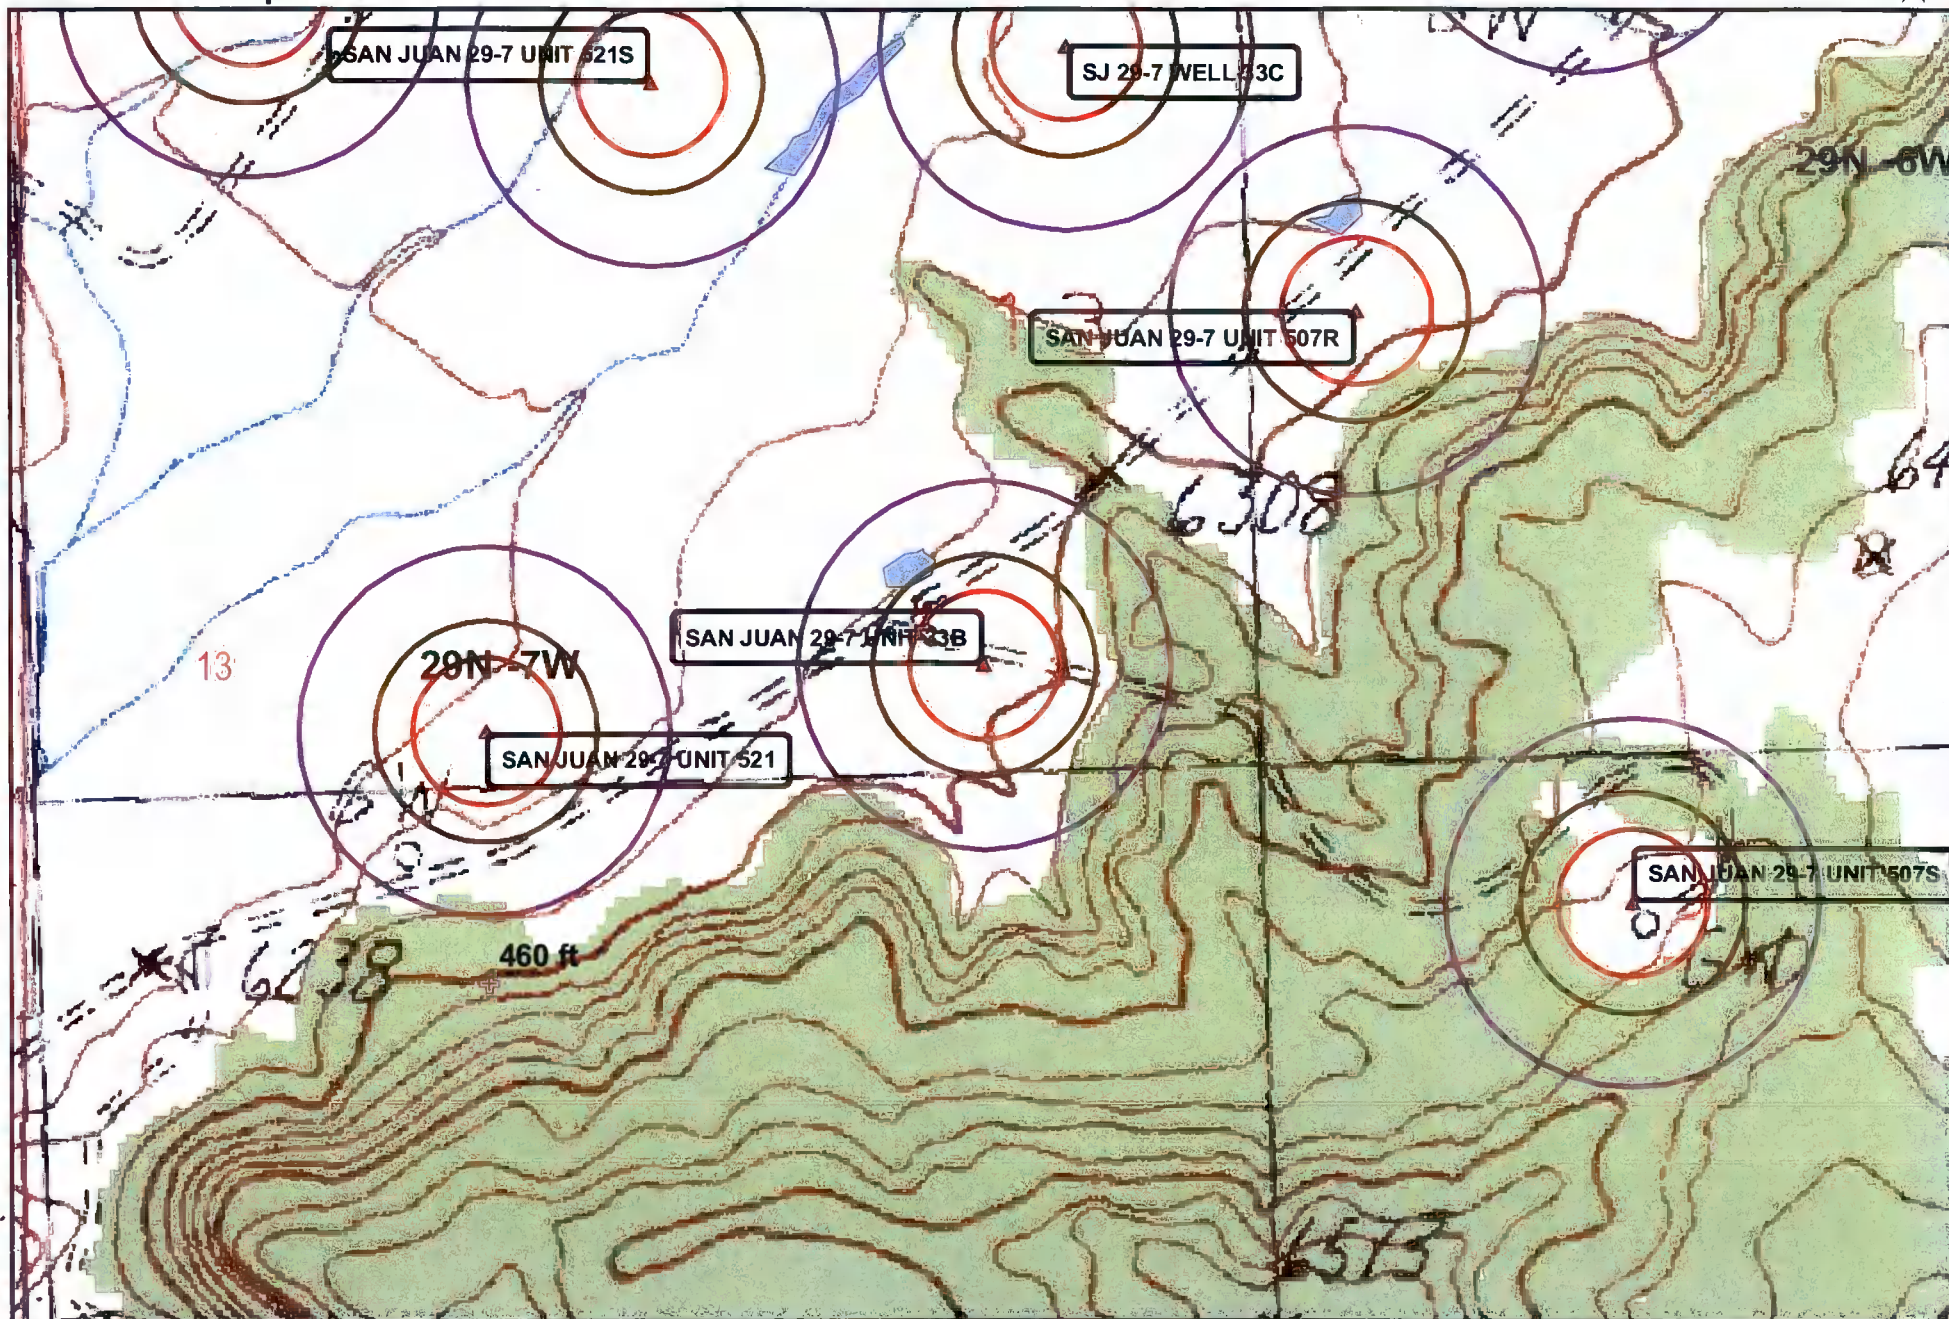 SAN JUAN 29-7 UNIT 521S
SJ 29-7 WELL 33C
29N -6W
SAN JUAN 29-7 UNIT 507R
6308
SAN JUAN 29-7 UNIT 33B
13
29N -7W
SAN JUAN 29-7 UNIT 521
SAN JUAN 29-7 UNIT 507S
460 ft
6238
6573